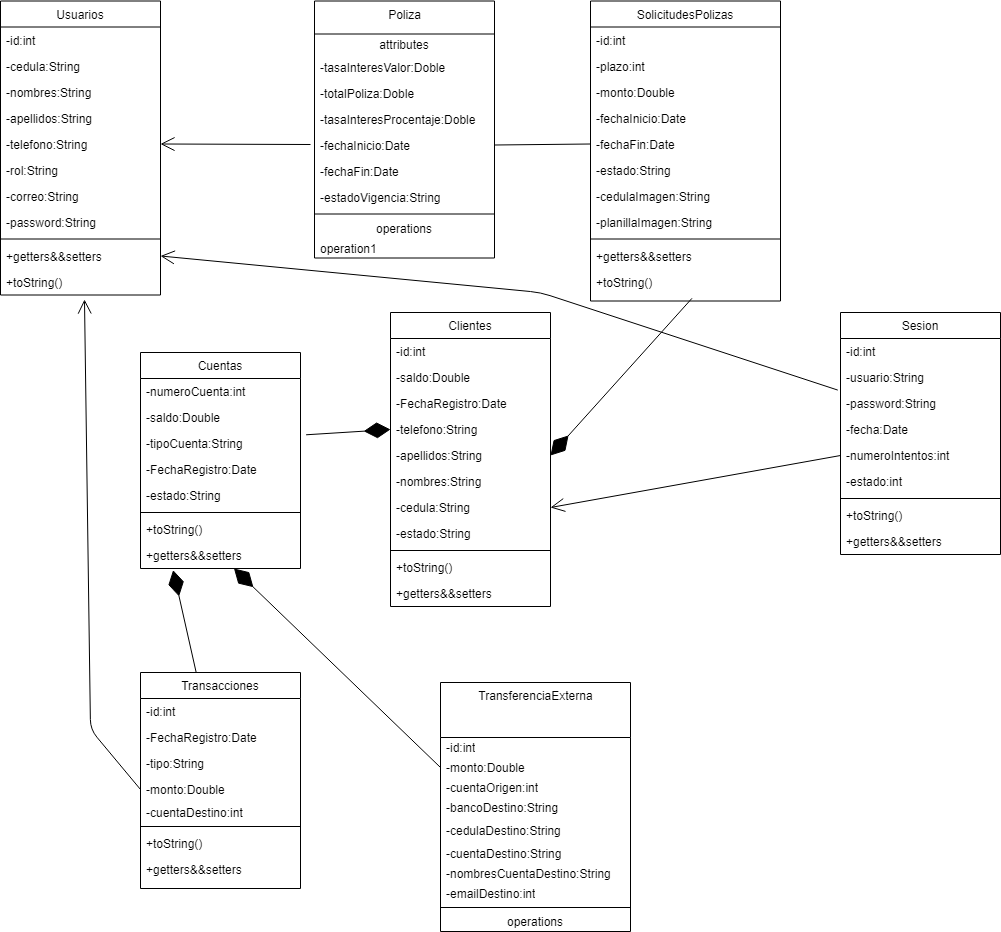 Usuarios
-id:int
-cedula:String
-nombres:String
-apellidos:String
-telefono:String
-rol:String
-correo:String
-password:String
+getters&&setters
+toString()
Poliza
attributes
-tasaInteresValor:Doble
-totalPoliza:Doble
-tasaInteresProcentaje:Doble
-fechaInicio:Date
-fechaFin:Date
-estadoVigencia:String
operations
operation1
SolicitudesPolizas
-id:int
-plazo:int
-monto:Double
-fechaInicio:Date
-fechaFin:Date
-estado:String
-cedulaImagen:String
-planillaImagen:String
+getters&&setters
+toString()
Cuentas
-numeroCuenta:int
-saldo:Double
-tipoCuenta:String
-FechaRegistro:Date
-estado:String
+toString()
+getters&&setters
Clientes
-id:int
-saldo:Double
-FechaRegistro:Date
-telefono:String
-apellidos:String
-nombres:String
-cedula:String
-estado:String
+toString()
+getters&&setters
Sesion
-id:int
-usuario:String
-password:String
-fecha:Date
-numeroIntentos:int
-estado:int
+toString()
+getters&&setters
Transacciones
-id:int
-FechaRegistro:Date
-tipo:String
-monto:Double
-cuentaDestino:int
+toString()
+getters&&setters
TransferenciaExterna
-id:int
-monto:Double
-cuentaOrigen:int
-bancoDestino:String
-cedulaDestino:String
-cuentaDestino:String
-nombresCuentaDestino:String
-emailDestino:int
operations